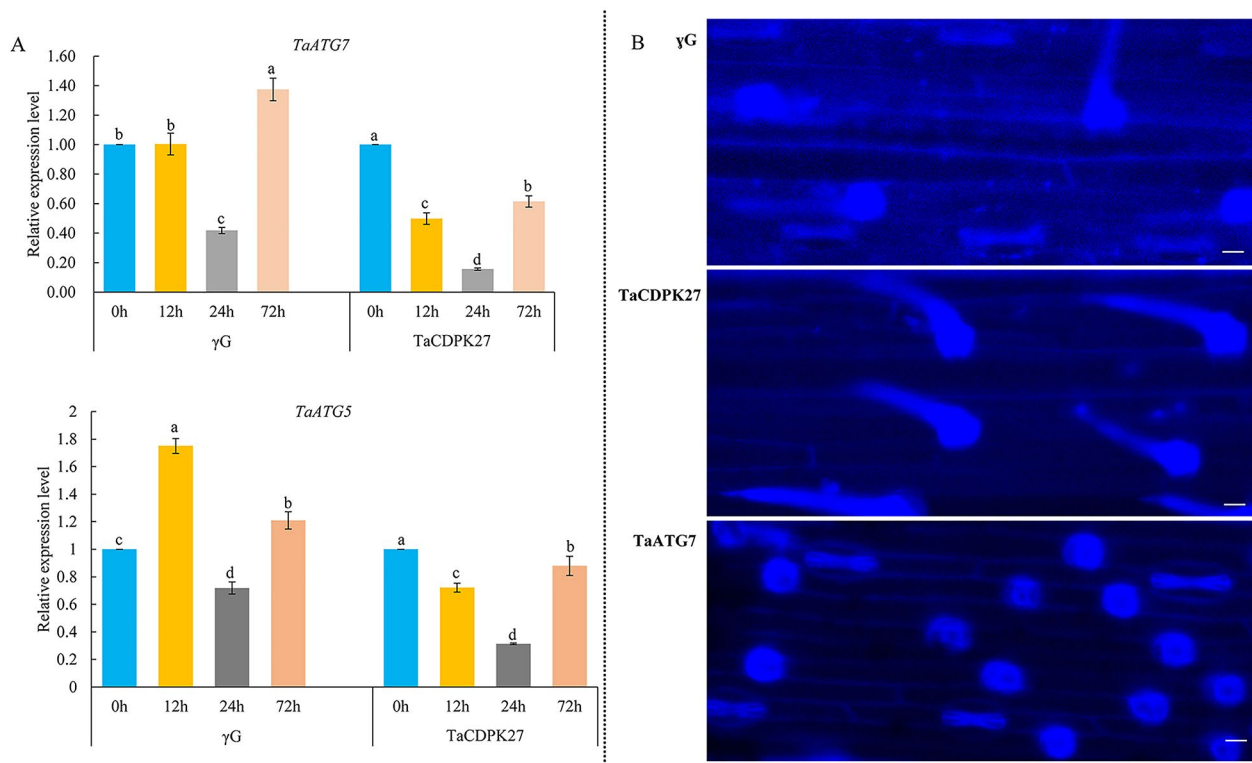 A
TaATG7
Relative expression level
1.60
1.40
1.20
1.00
0.80
0.60
0.40
0.20
0.00
b
b
c
a
a
c
d
b
0h
12h
24h
72h
0h
12h
24h
72h
γG
TaCDPK27
TaATG5
Relative expression level
2
1.8
1.6
1.4
1.2
1
0.8
0.6
0.4
0.2
0
c
a
d
b
a
c
d
b
0h
12h
24h
72h
0h
12h
24h
72h
γG
TaCDPK27
B
ɣG
TaCDPK27
TaATG7